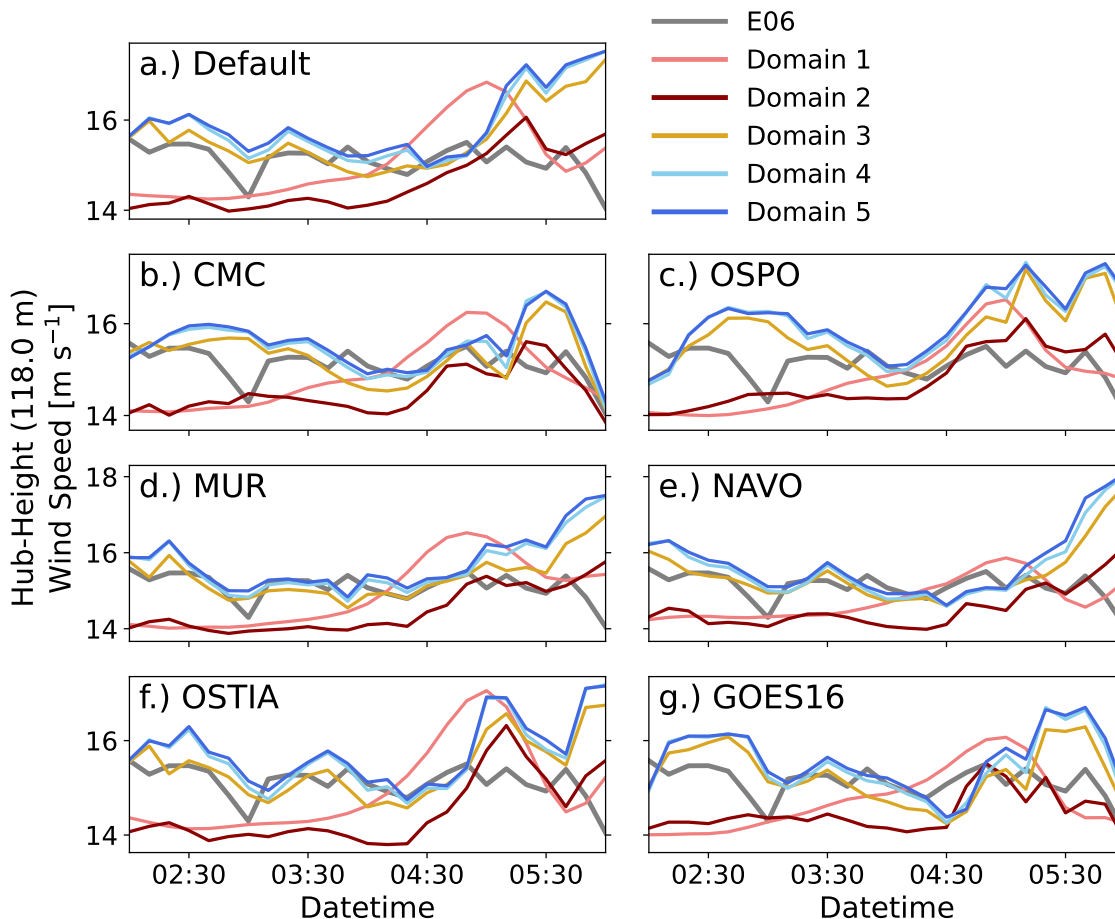 E06
Domain 1
Domain 2
Domain 3
Domain 4
Domain 5
a.) Default
16
14
b.) CMC
16
14
c.) OSPO
Hub-Height (118.0 m)
Wind Speed [m s⁻¹]
d.) MUR
18
16
14
e.) NAVO
f.) OSTIA
16
14
g.) GOES16
02:30 03:30 04:30 05:30
02:30 03:30 04:30 05:30
Datetime
Datetime